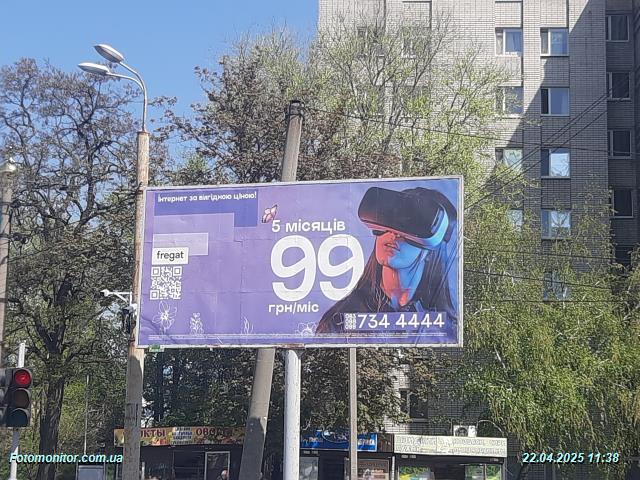 Інтернет за вигідною ціною!
5 місяців
99
грн/міс
fregat
734 4444
Fotomonitor.com.ua
22.04.2025 11:38